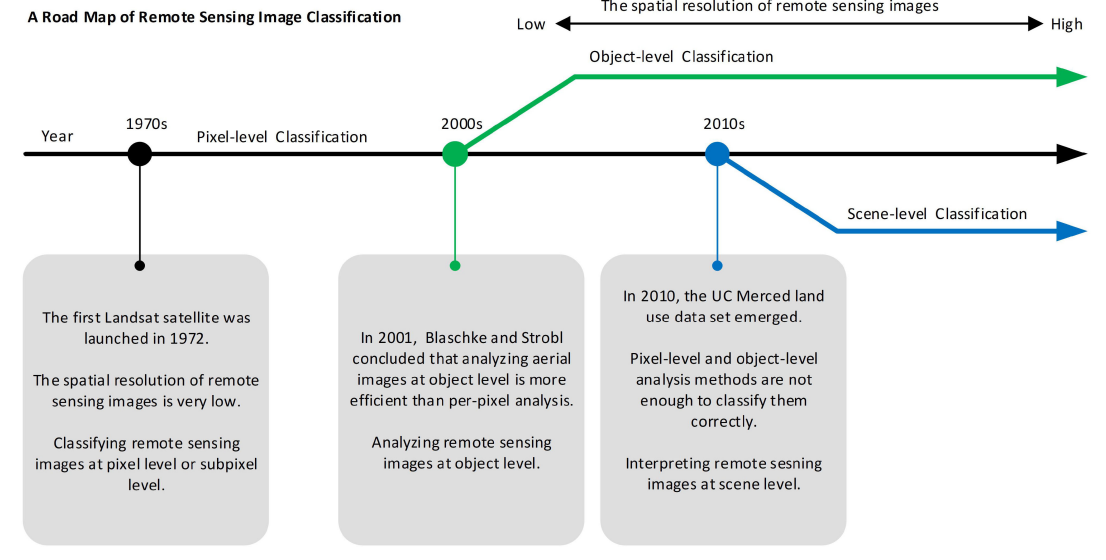 A Road Map of Remote Sensing Image Classification
The spatial resolution of remote sensing images
Low
High
Object-level Classification
Year
1970s
Pixel-level Classification
2000s
2010s
Scene-level Classification
The first Landsat satellite was
launched in 1972.
The spatial resolution of remote
sensing images is very low.
Classifying remote sensing
images at pixel level or subpixel
level.
In 2001, Blaschke and Strobl
concluded that analyzing aerial
images at object level is more
efficient than per-pixel analysis.
Analyzing remote sensing
images at object level.
In 2010, the UC Merced land
use data set emerged.
Pixel-level and object-level
analysis methods are not
enough to classify them
correctly.
Interpreting remote sesning
images at scene level.